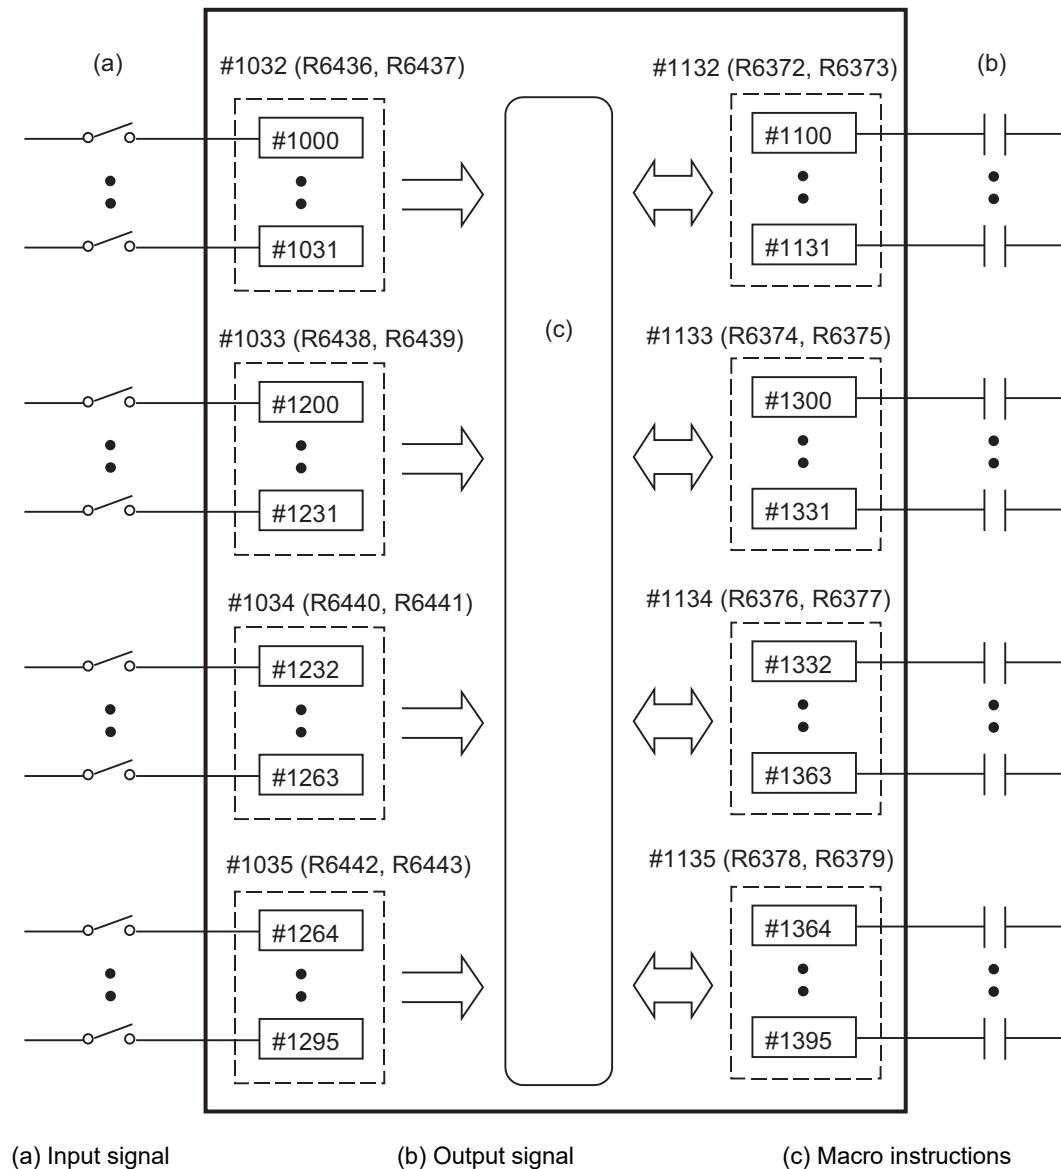 (a)
#1032 (R6436, R6437)
#1132 (R6372, R6373)
(b)
#1000
#1100
#1031
#1131
(c)
#1033 (R6438, R6439)
#1133 (R6374, R6375)
#1200
#1300
#1231
#1331
#1034 (R6440, R6441)
#1134 (R6376, R6377)
#1232
#1332
#1263
#1363
#1035 (R6442, R6443)
#1135 (R6378, R6379)
#1264
#1364
#1295
#1395
(a) Input signal
(b) Output signal
(c) Macro instructions